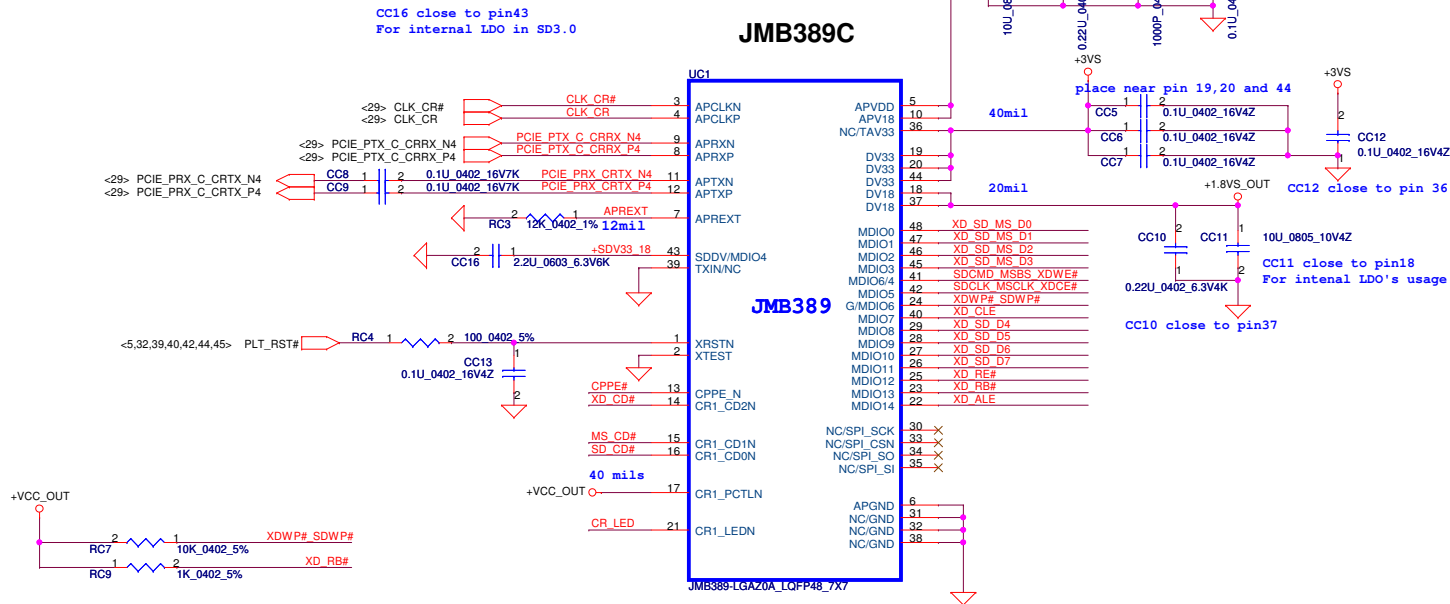 CC16 close to pin43
For internal LDO in SD3.0
JMB389C
UC1
<29> CLK_CR#
CLK_CR#
3
APCLKN
<29> CLK_CR
CLK_CR
4
APCLKP
<29> PCIE_PTX_C_CRRX_N4
PCIE_PTX_C_CRRX_N4
9
APRXN
<29> PCIE_PTX_C_CRRX_P4
PCIE_PTX_C_CRRX_P4
8
APRXP
<29> PCIE_PRX_C_CRTX_N4
CC8 1 2 0.1U_0402_16V7K
PCIE_PRX_CRTX_N4
11
APTXN
<29> PCIE_PRX_C_CRTX_P4
CC9 1 2 0.1U_0402_16V7K
PCIE_PRX_CRTX_P4
12
APTXP
RC3 2 1 12K_0402_1%
APREXT
12mil
7
APREXT
CC16 2 1 2.2U_0603_6.3V6K
+SDV33_18
43
SDDV/MDIO4
39
TXIN/NC
<5,32,39,40,42,44,45> PLT_RST#
RC4 1 2 100_0402_5%
1
XRSTN
2
XTEST
CC13
0.1U_0402_16V4Z
1
2
CPPE#
13
CPPE_N
XD_CD#
14
CR1_CD2N
MS_CD#
15
CR1_CD1N
SD_CD#
16
CR1_CD0N
40 mils
+VCC_OUT
17
CR1_PCTLN
CR_LED
21
CR1_LEDN
+VCC_OUT
RC7 2 1 10K_0402_5%
XDWP#_SDWP#
RC9 1 2 1K_0402_5%
XD_RB#
JMB389
JMB389-LGAZ0A_LQFP48_7X7
APVDD 5
APV18 10
NC/TAV33 36
DV33 19
DV33 20
DV33 44
DV18 18
DV18 37
MDIO0 48 XD_SD_MS_D0
MDIO1 47 XD_SD_MS_D1
MDIO2 46 XD_SD_MS_D2
MDIO3 45 XD_SD_MS_D3
MDIO6/4 41 SDCMD_MSBS_XDWE#
MDIO5 42 SDCLK_MSCLK_XDCE#
G/MDIO6 24 XDWP#_SDWP#
MDIO7 40 XD_CLE
MDIO8 29 XD_SD_D4
MDIO9 28 XD_SD_D5
MDIO10 27 XD_SD_D6
MDIO11 26 XD_SD_D7
MDIO12 25 XD_RE#
MDIO13 23 XD_RB#
MDIO14 22 XD_ALE
NC/SPI_SCK 30
NC/SPI_CSN 33
NC/SPI_SO 34
NC/SPI_SI 35
APGND 6
NC/GND 31
NC/GND 32
NC/GND 38
1000P
+3VS
place near pin 19,20 and 44
40mil
CC5 1 2 0.1U_0402_16V4Z
CC6 1 2 0.1U_0402_16V4Z
CC7 1 2 0.1U_0402_16V4Z
+3VS
2
CC12
1
0.1U_0402_16V4Z
CC12 close to pin 36
20mil
+1.8VS_OUT
2
CC10
1
0.22U_0402_6.3V4K
1
CC11
2
10U_0805_10V4Z
CC11 close to pin18
For intenal LDO's usage
CC10 close to pin37